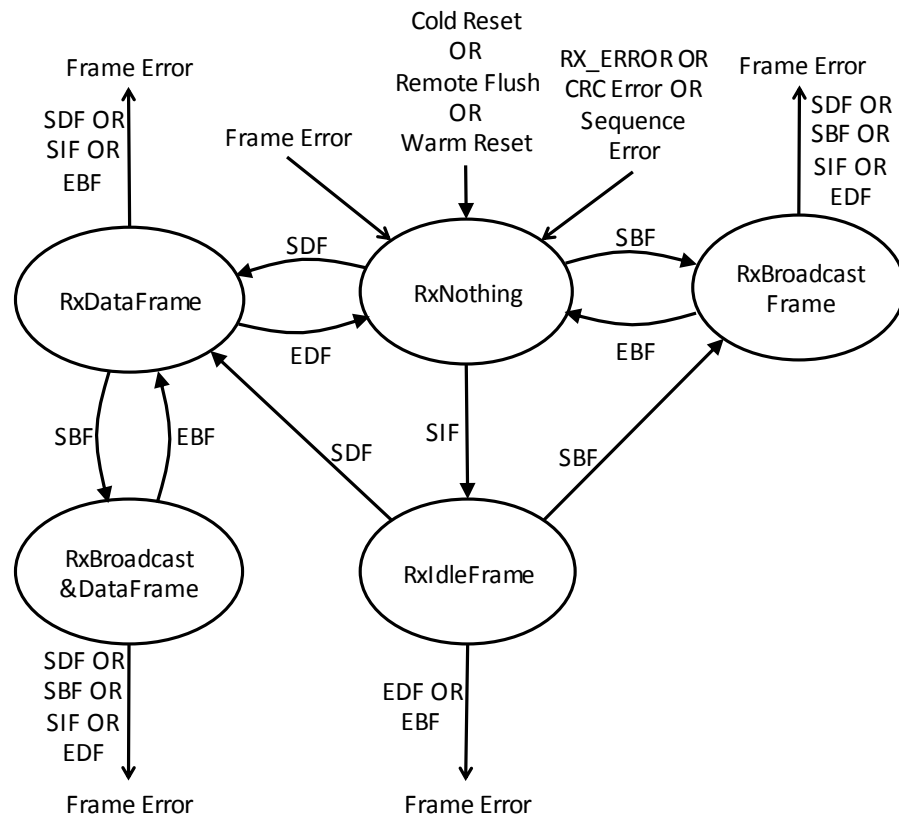 Cold Reset
OR
Remote Flush
OR
Warm Reset
Frame Error
SDF OR
SIF OR
EBF
Frame Error
RX_ERROR OR
CRC Error OR
Sequence
Error
Frame Error
SDF OR
SBF OR
SIF OR
EDF
RxDataFrame
SDF
EDF
RxNothing
SBF
EBF
RxBroadcast
Frame
SBF
EBF
SDF
SIF
SBF
RxBroadcast
&DataFrame
RxIdleFrame
SDF OR
SBF OR
SIF OR
EDF
Frame Error
EDF OR
EBF
Frame Error